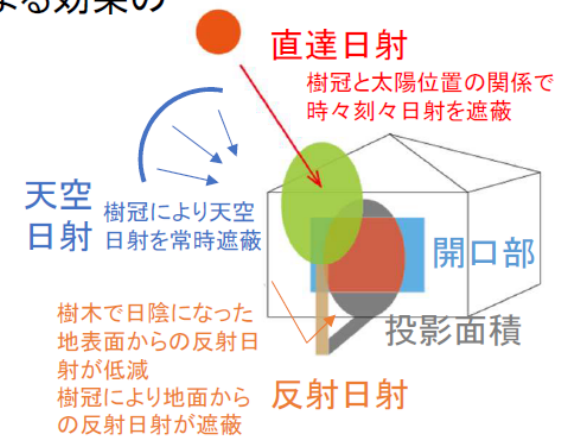 よる効果の
直達日射
樹冠と太陽位置の関係で
時々刻々日射を遮蔽
天空
日射
樹冠により天空
日射を常時遮蔽
開口部
投影面積
樹木で日陰になった
地表面からの反射日
射が低減
樹冠により地面から
の反射日射が遮蔽
反射日射